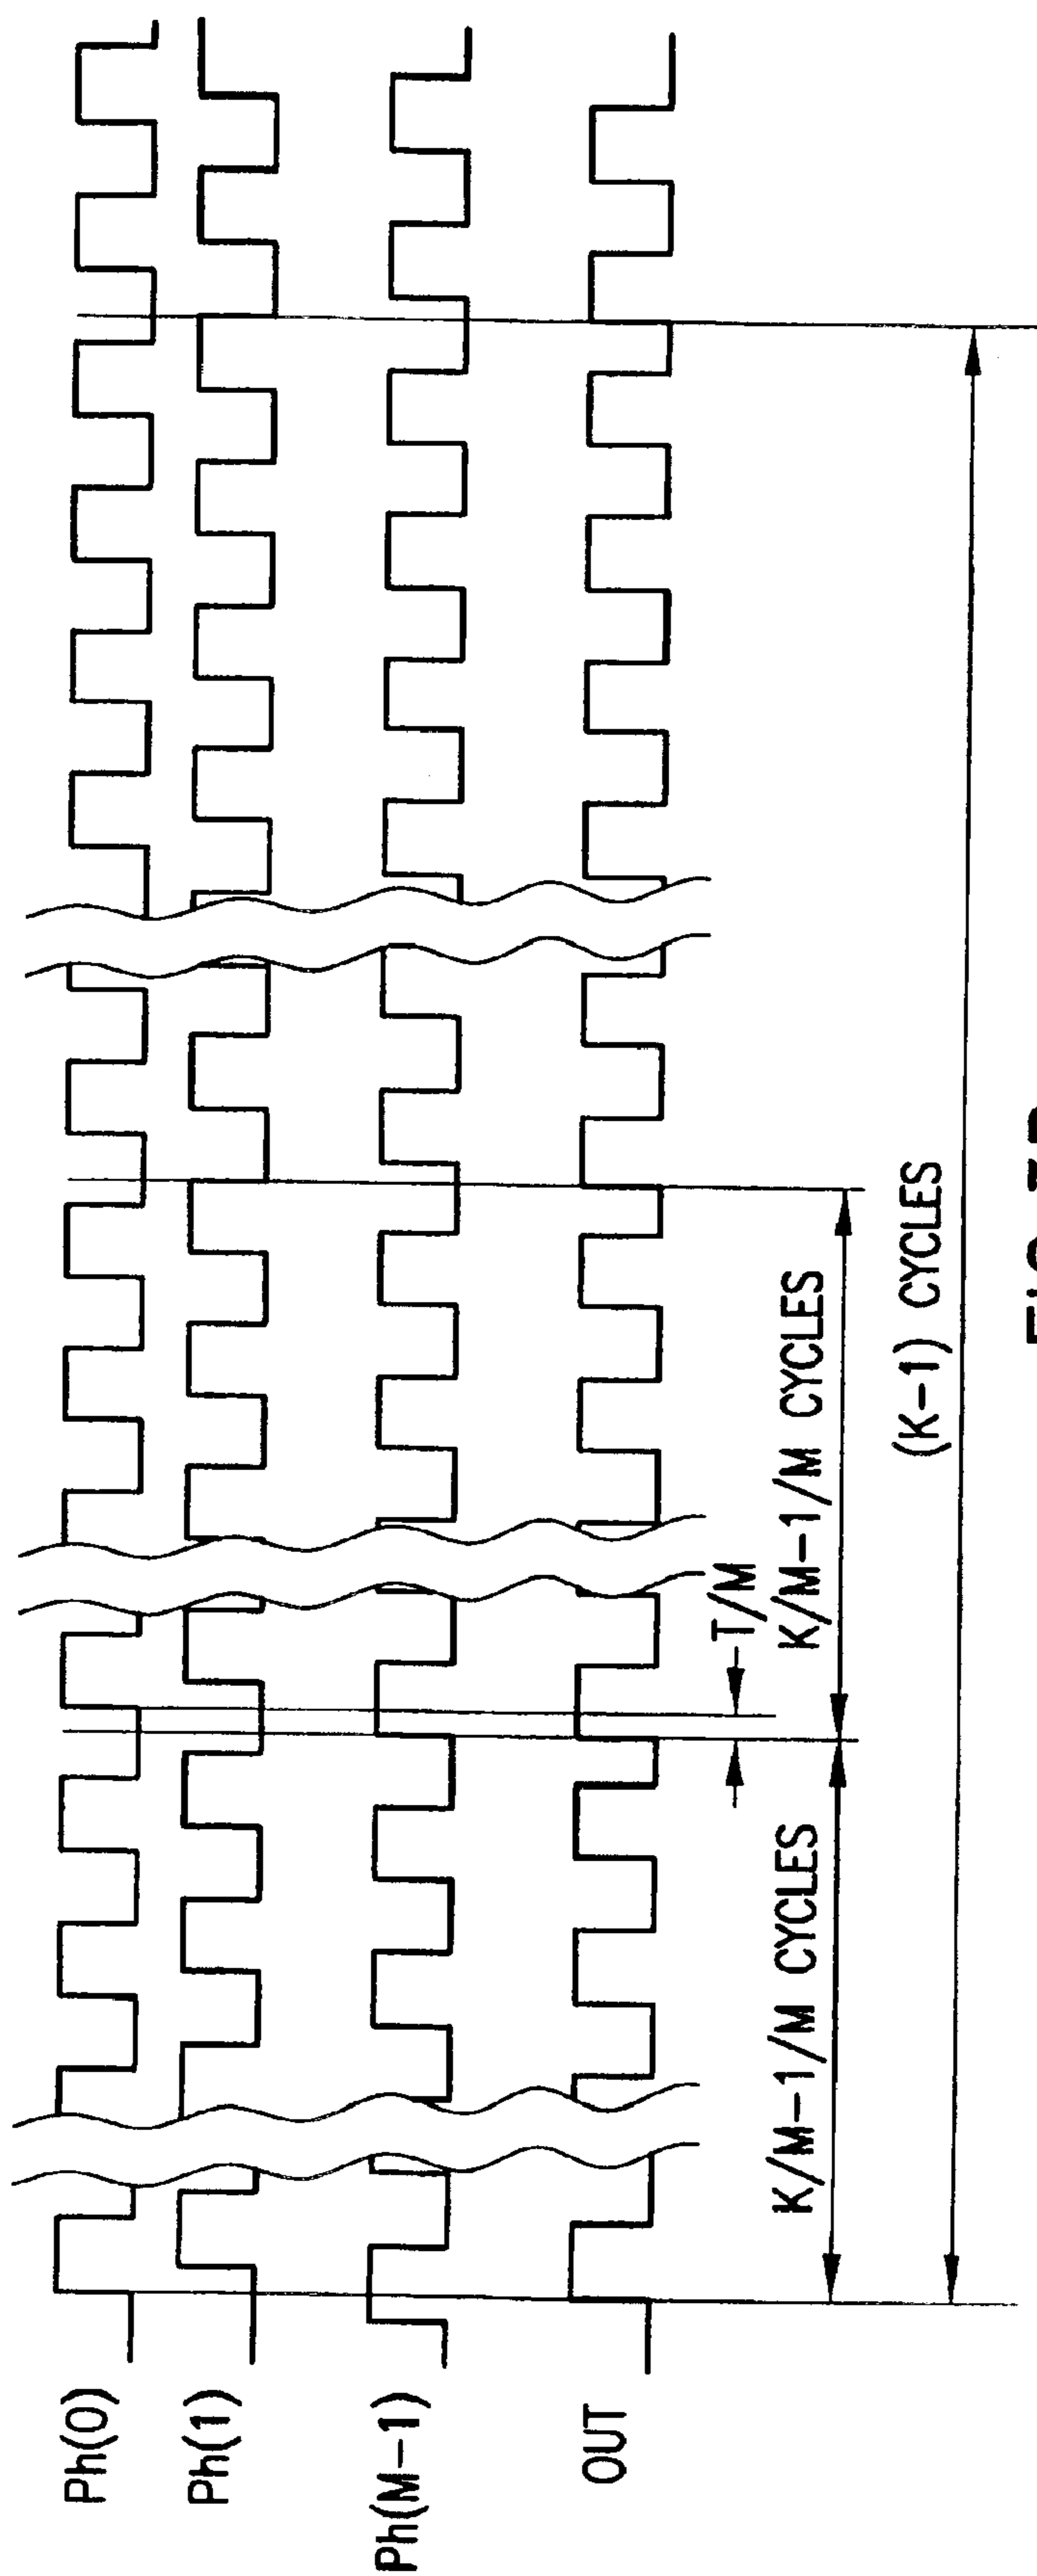 Ph(0)
Ph(1)
Ph(M-1)
OUT
T/M
K/M-1/M CYCLES
K/M-1/M CYCLES
(K-1) CYCLES